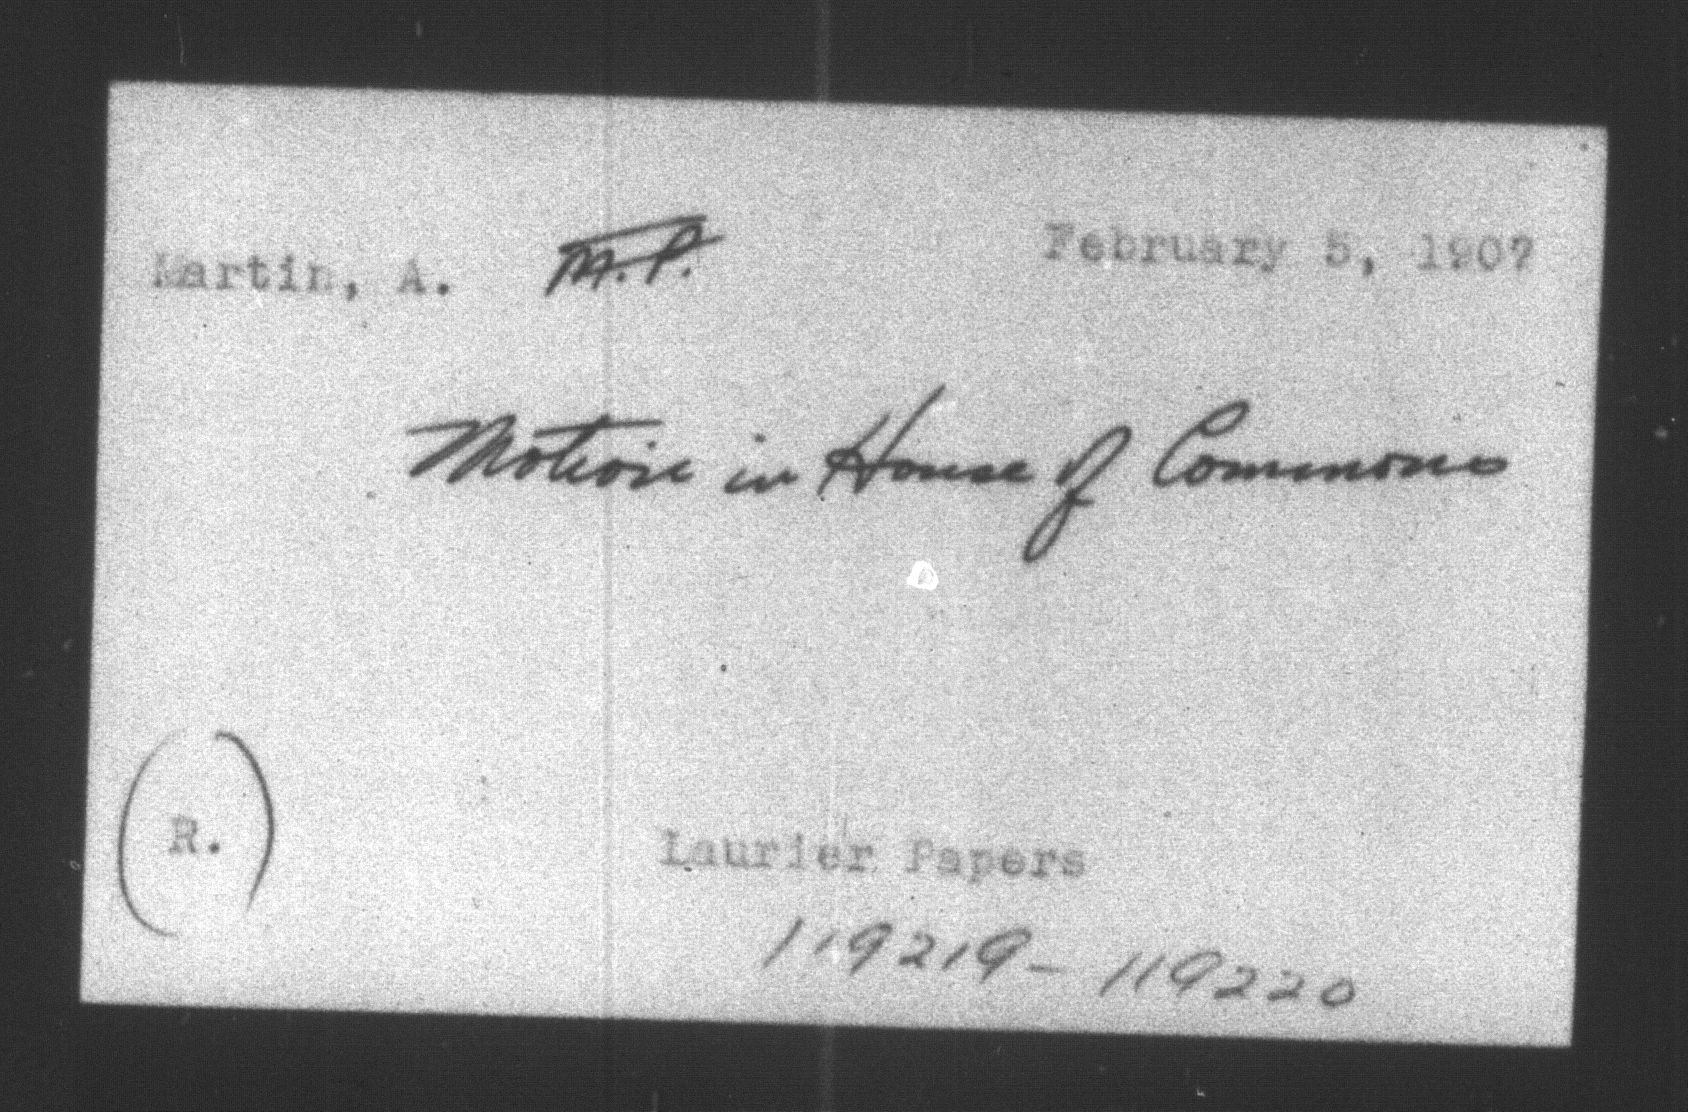 Martin, A. M.P. February 5, 1907
Motion in House of Commons
(R.)
Laurier Papers
119219-119220